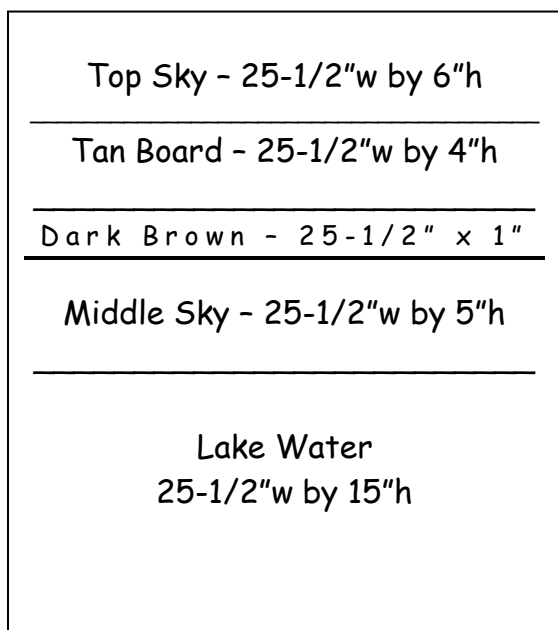 Top Sky – 25-1/2”w by 6”h
Tan Board – 25-1/2”w by 4”h
Dark Brown – 25-1/2” x 1”
Middle Sky – 25-1/2”w by 5”h
Lake Water
25-1/2”w by 15”h